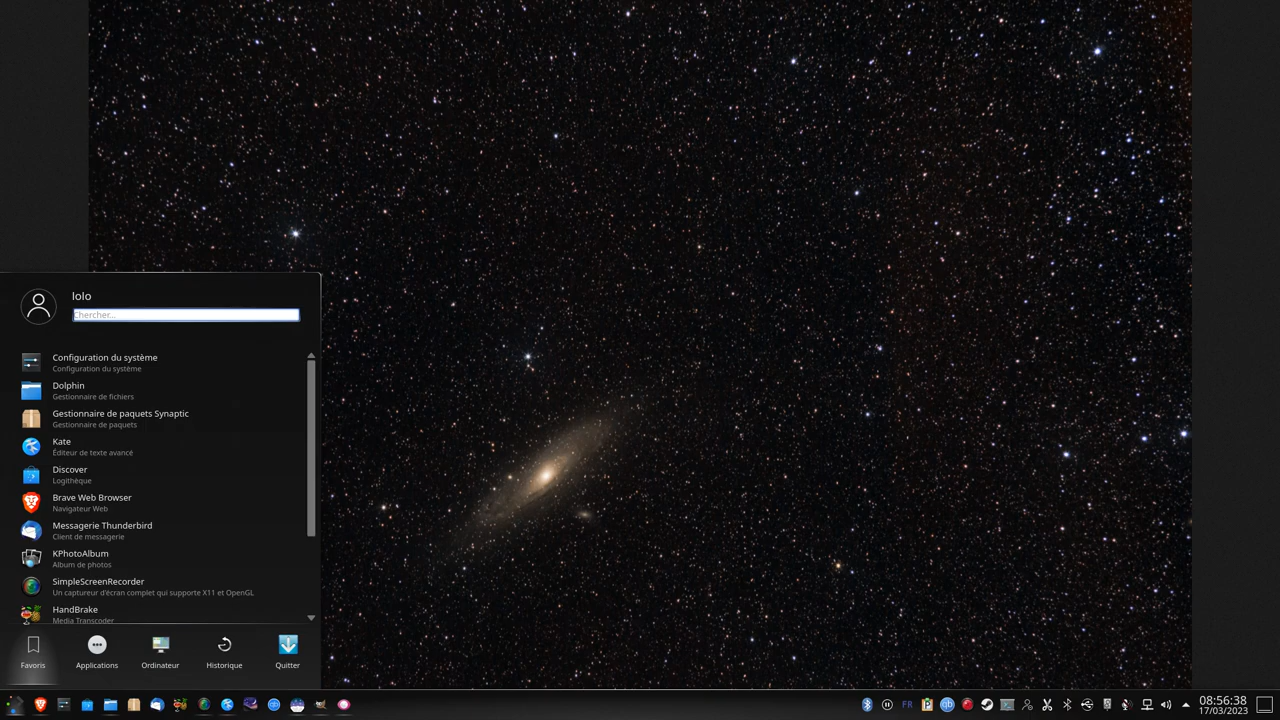 lolo
Chercher...
Configuration du système
Configuration du système
Dolphin
Gestionnaire de fichiers
Gestionnaire de paquets Synaptic
Gestionnaire de paquets
Kate
Éditeur de texte avancé
Discover
Logithèque
Brave Web Browser
Navigateur Web
Messagerie Thunderbird
Client de messagerie
KPhotoAlbum
Album de photos
SimpleScreenRecorder
Un captureur d'écran complet qui supporte X11 et OpenGL
HandBrake
Media Transcoder
Favoris
Applications
Ordinateur
Historique
Quitter
FR
08:56:38
17/03/2023